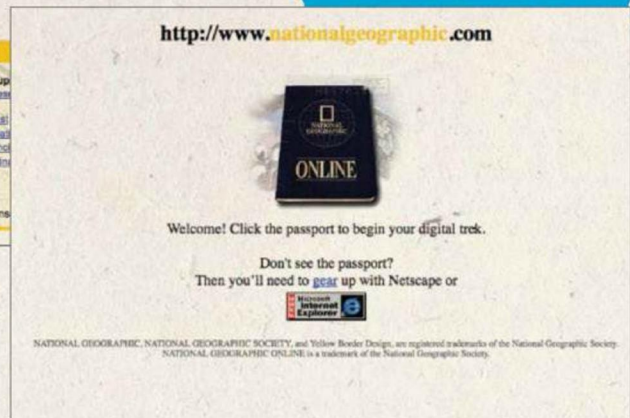 http://www.nationalgeographic.com
NATIONAL
GEOGRAPHIC
ONLINE
Welcome! Click the passport to begin your digital trek.
Don't see the passport?
Then you'll need to gear up with Netscape or
Microsoft
Internet
Explorer
NATIONAL GEOGRAPHIC, NATIONAL GEOGRAPHIC SOCIETY, and Yellow Border Design, are registered trademarks of the National Geographic Society.
NATIONAL GEOGRAPHIC ONLINE is a trademark of the National Geographic Society.